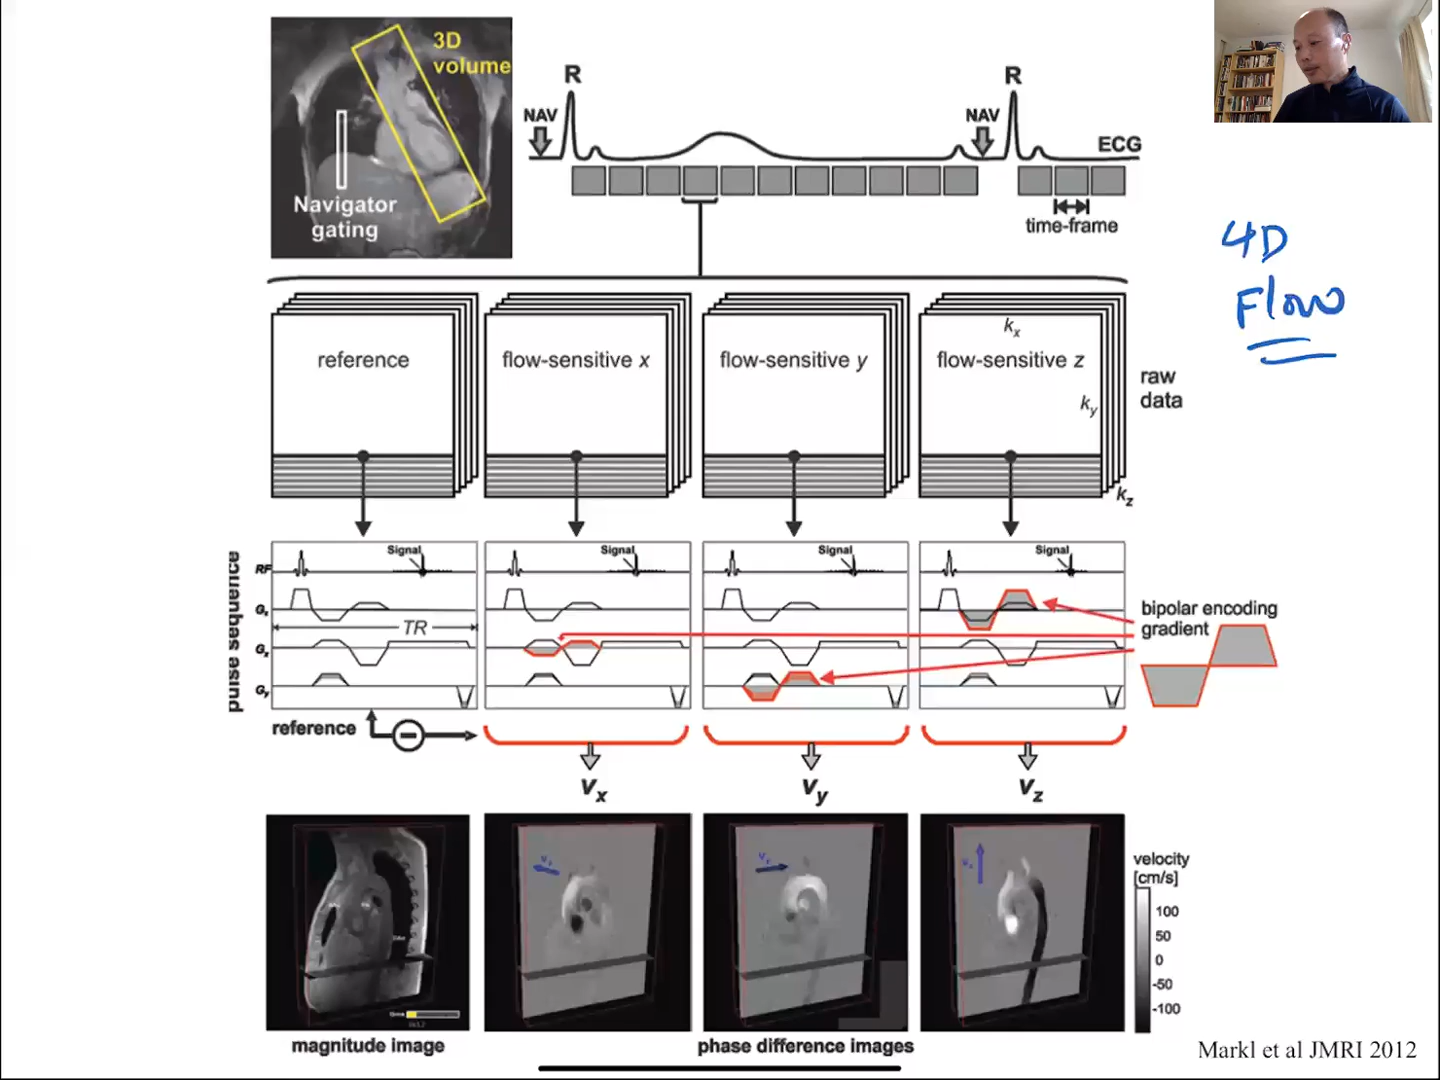 3D
volume
Navigator
gating
NAV
R
NAV
R
ECG
time-frame
4D
Flow
reference
flow-sensitive x
flow-sensitive y
flow-sensitive z
kx
ky
kz
raw
data
pulse sequence
RF
Signal
Signal
Signal
Signal
Gz
TR
Gx
Gy
bipolar encoding
gradient
reference
vx
vy
vz
velocity
[cm/s]
100
50
0
-50
-100
magnitude image
phase difference images
Markl et al JMRI 2012